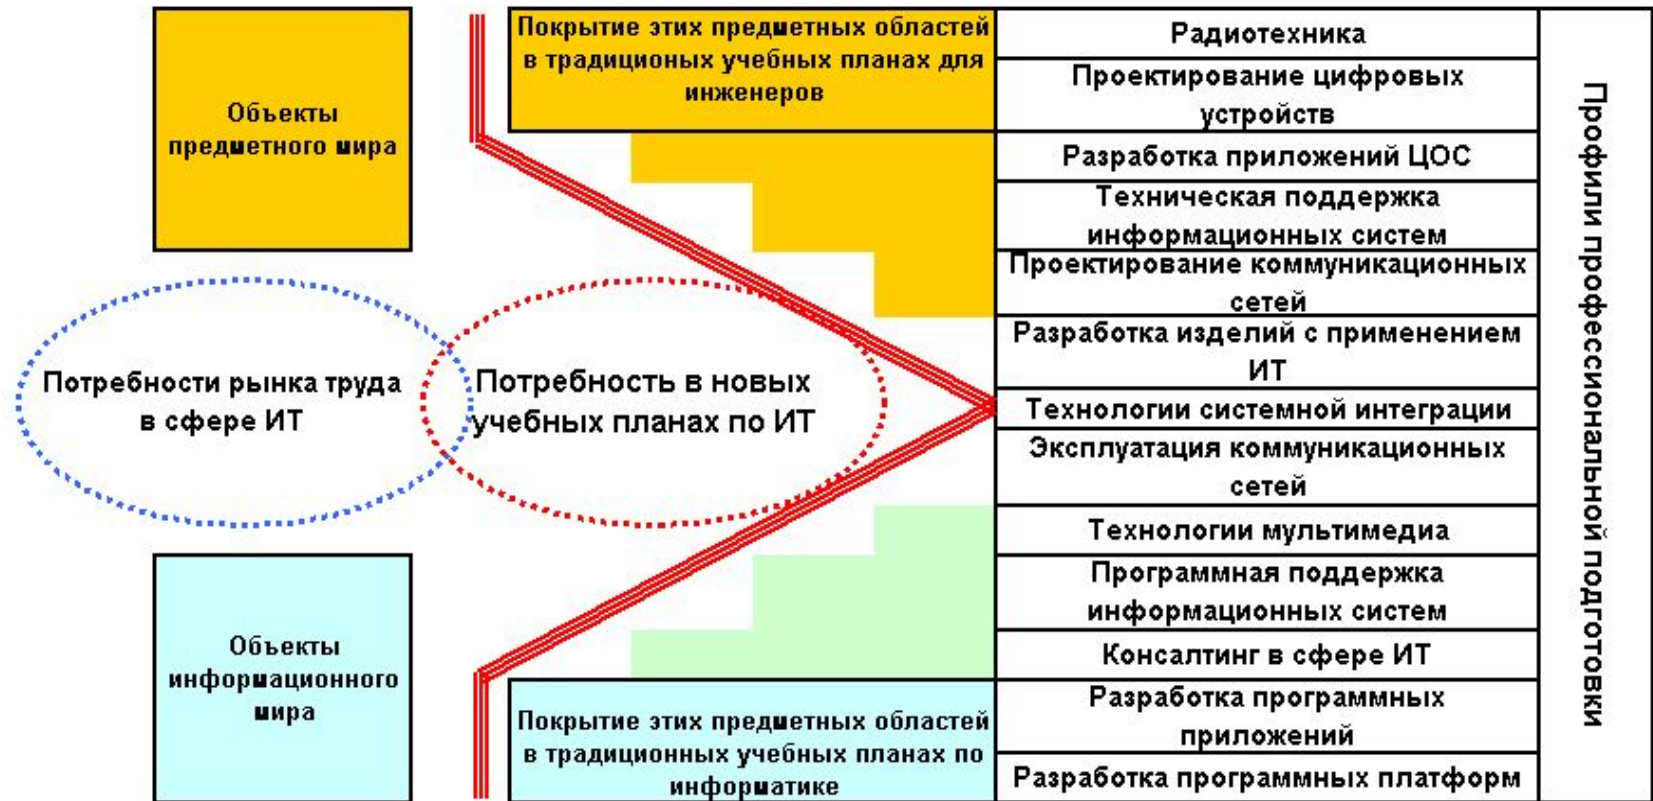 Объекты
предметного мира
Потребности рынка труда
в сфере ИТ
Объекты
информационного
мира
Покрытие этих предметных областей
в традиционых учебных планах для
инженеров
Потребность в новых
учебных планах по ИТ
Покрытие этих предметных областей
в традиционных учебных планах по
информатике
Радиотехника
Проектирование цифровых
устройств
Разработка приложений ЦОС
Техническая поддержка
информационных систем
Проектирование коммуникационных
сетей
Разработка изделий с применением
ИТ
Технологии системной интеграции
Эксплуатация коммуникационных
сетей
Технологии мультимедиа
Программная поддержка
информационных систем
Консалтинг в сфере ИТ
Разработка программных
приложений
Разработка программных платформ
Профили профессиональной подготовки